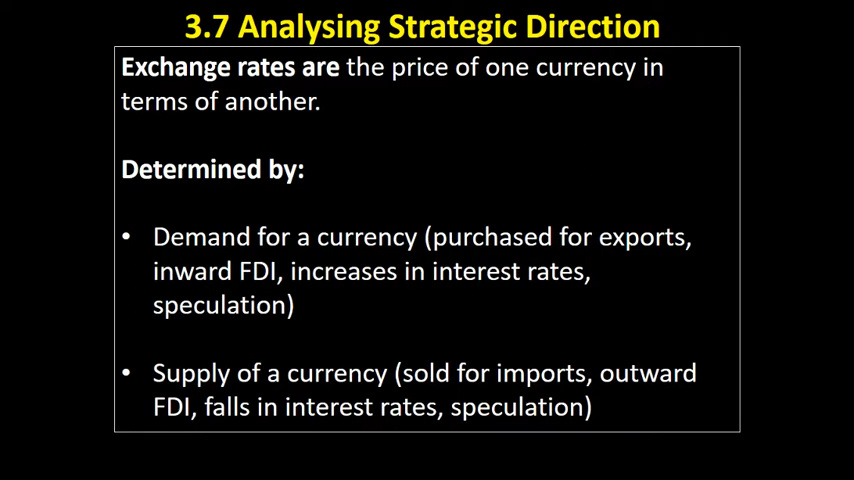 3.7 Analysing Strategic Direction
Exchange rates are the price of one currency in
terms of another.
Determined by:
• Demand for a currency (purchased for exports,
inward FDI, increases in interest rates,
speculation)
• Supply of a currency (sold for imports, outward
FDI, falls in interest rates, speculation)